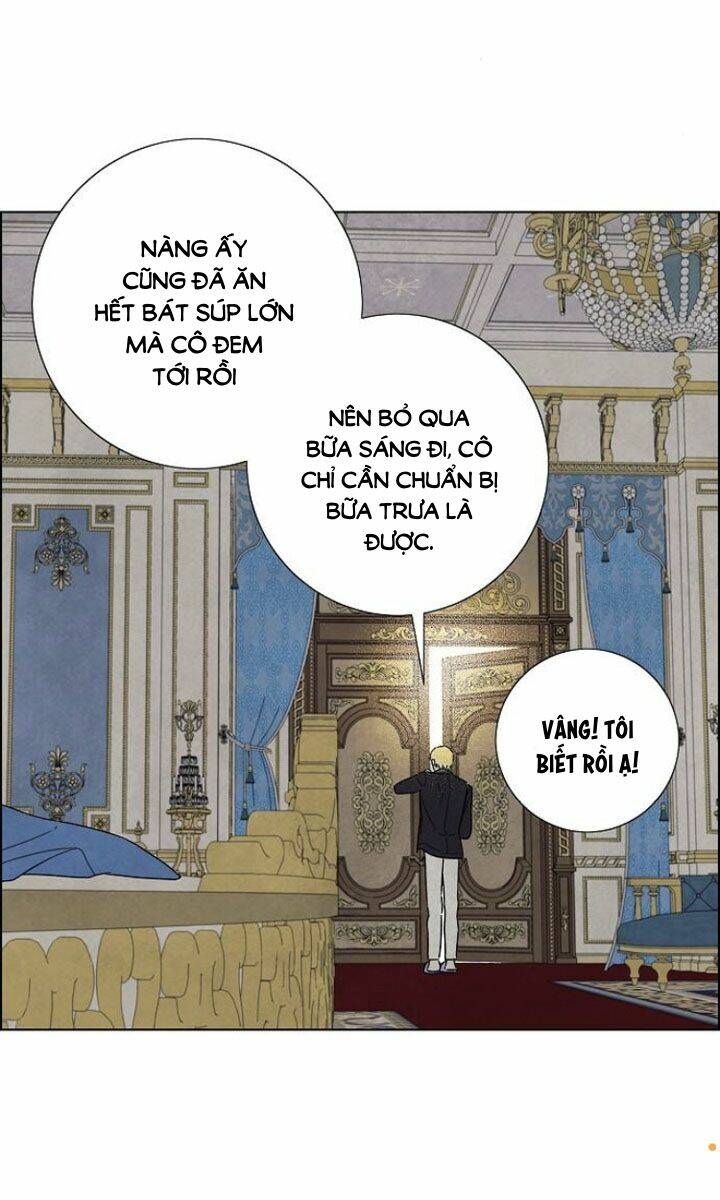 NÀNG ẤY
CŨNG ĐÃ ĂN
HẾT BÁT SÚP LỚN
MÀ CÔ ĐEM
TỚI RỒI
NÊN BỎ QUA
BỮA SÁNG ĐI, CÔ
CHỈ CẦN CHUẨN BỊ
BỮA TRƯA LÀ
ĐƯỢC.
VÂNG! TÔI
BIẾT RỒI Ạ!